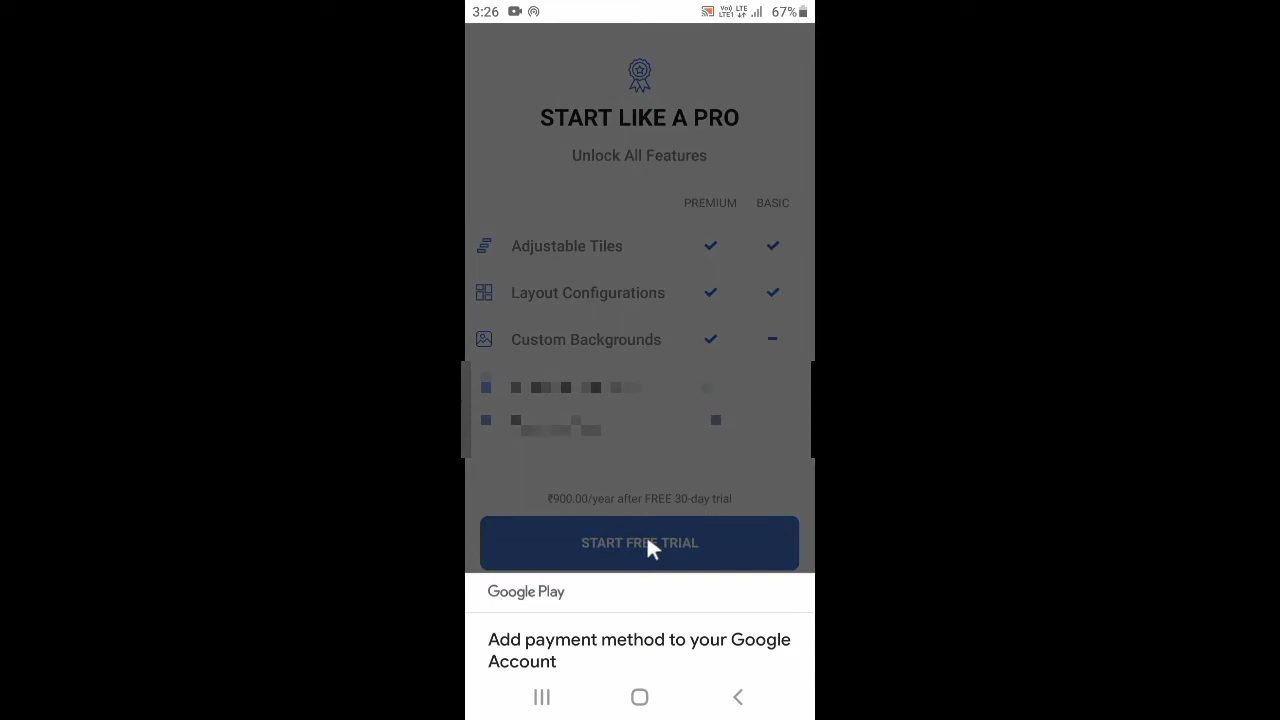 3:26 67%
START LIKE A PRO
Unlock All Features
PREMIUM BASIC
Adjustable Tiles
Layout Configurations
Custom Backgrounds
₹900.00/year after FREE 30-day trial
START FREE TRIAL
Google Play
Add payment method to your Google
Account